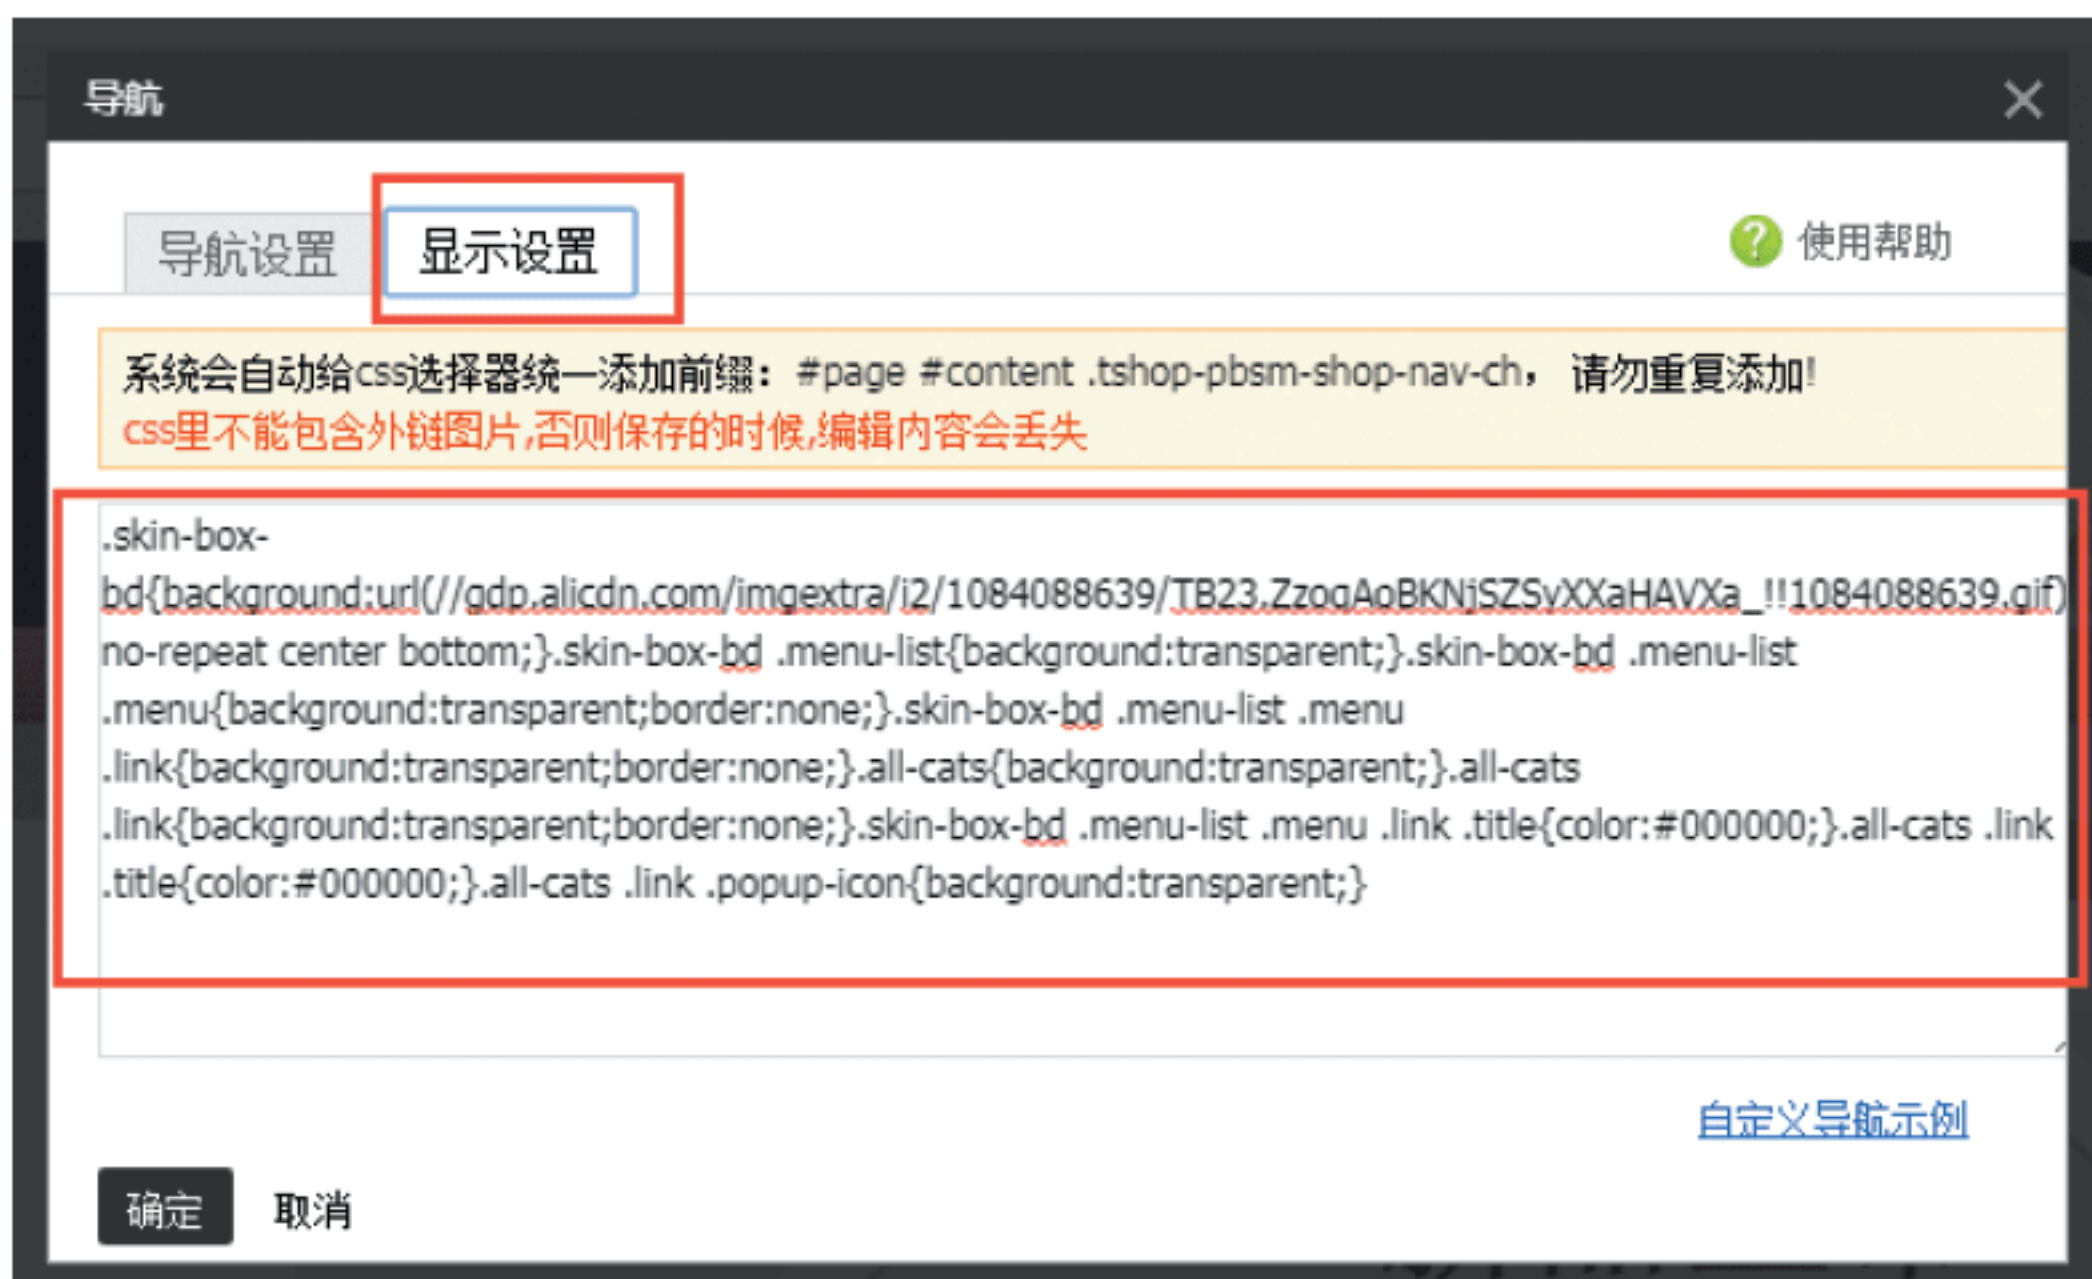 导航
导航设置
显示设置
使用帮助
系统会自动给css选择器统一添加前缀：#page #content .tshop-pbsm-shop-nav-ch，请勿重复添加!
css里不能包含外链图片,否则保存的时候,编辑内容会丢失
.skin-box-
bd{background:url(//gdp.alicdn.com/imgextra/i2/1084088639/TB23.ZzoqAoBKNjSZSyXXaHAVXa_!!1084088639.gif)
no-repeat center bottom;}.skin-box-bd .menu-list{background:transparent;}.skin-box-bd .menu-list
.menu{background:transparent;border:none;}.skin-box-bd .menu-list .menu
.link{background:transparent;border:none;}.all-cats{background:transparent;}.all-cats
.link{background:transparent;border:none;}.skin-box-bd .menu-list .menu .link .title{color:#000000;}.all-cats .link
.title{color:#000000;}.all-cats .link .popup-icon{background:transparent;}
自定义导航示例
确定
取消